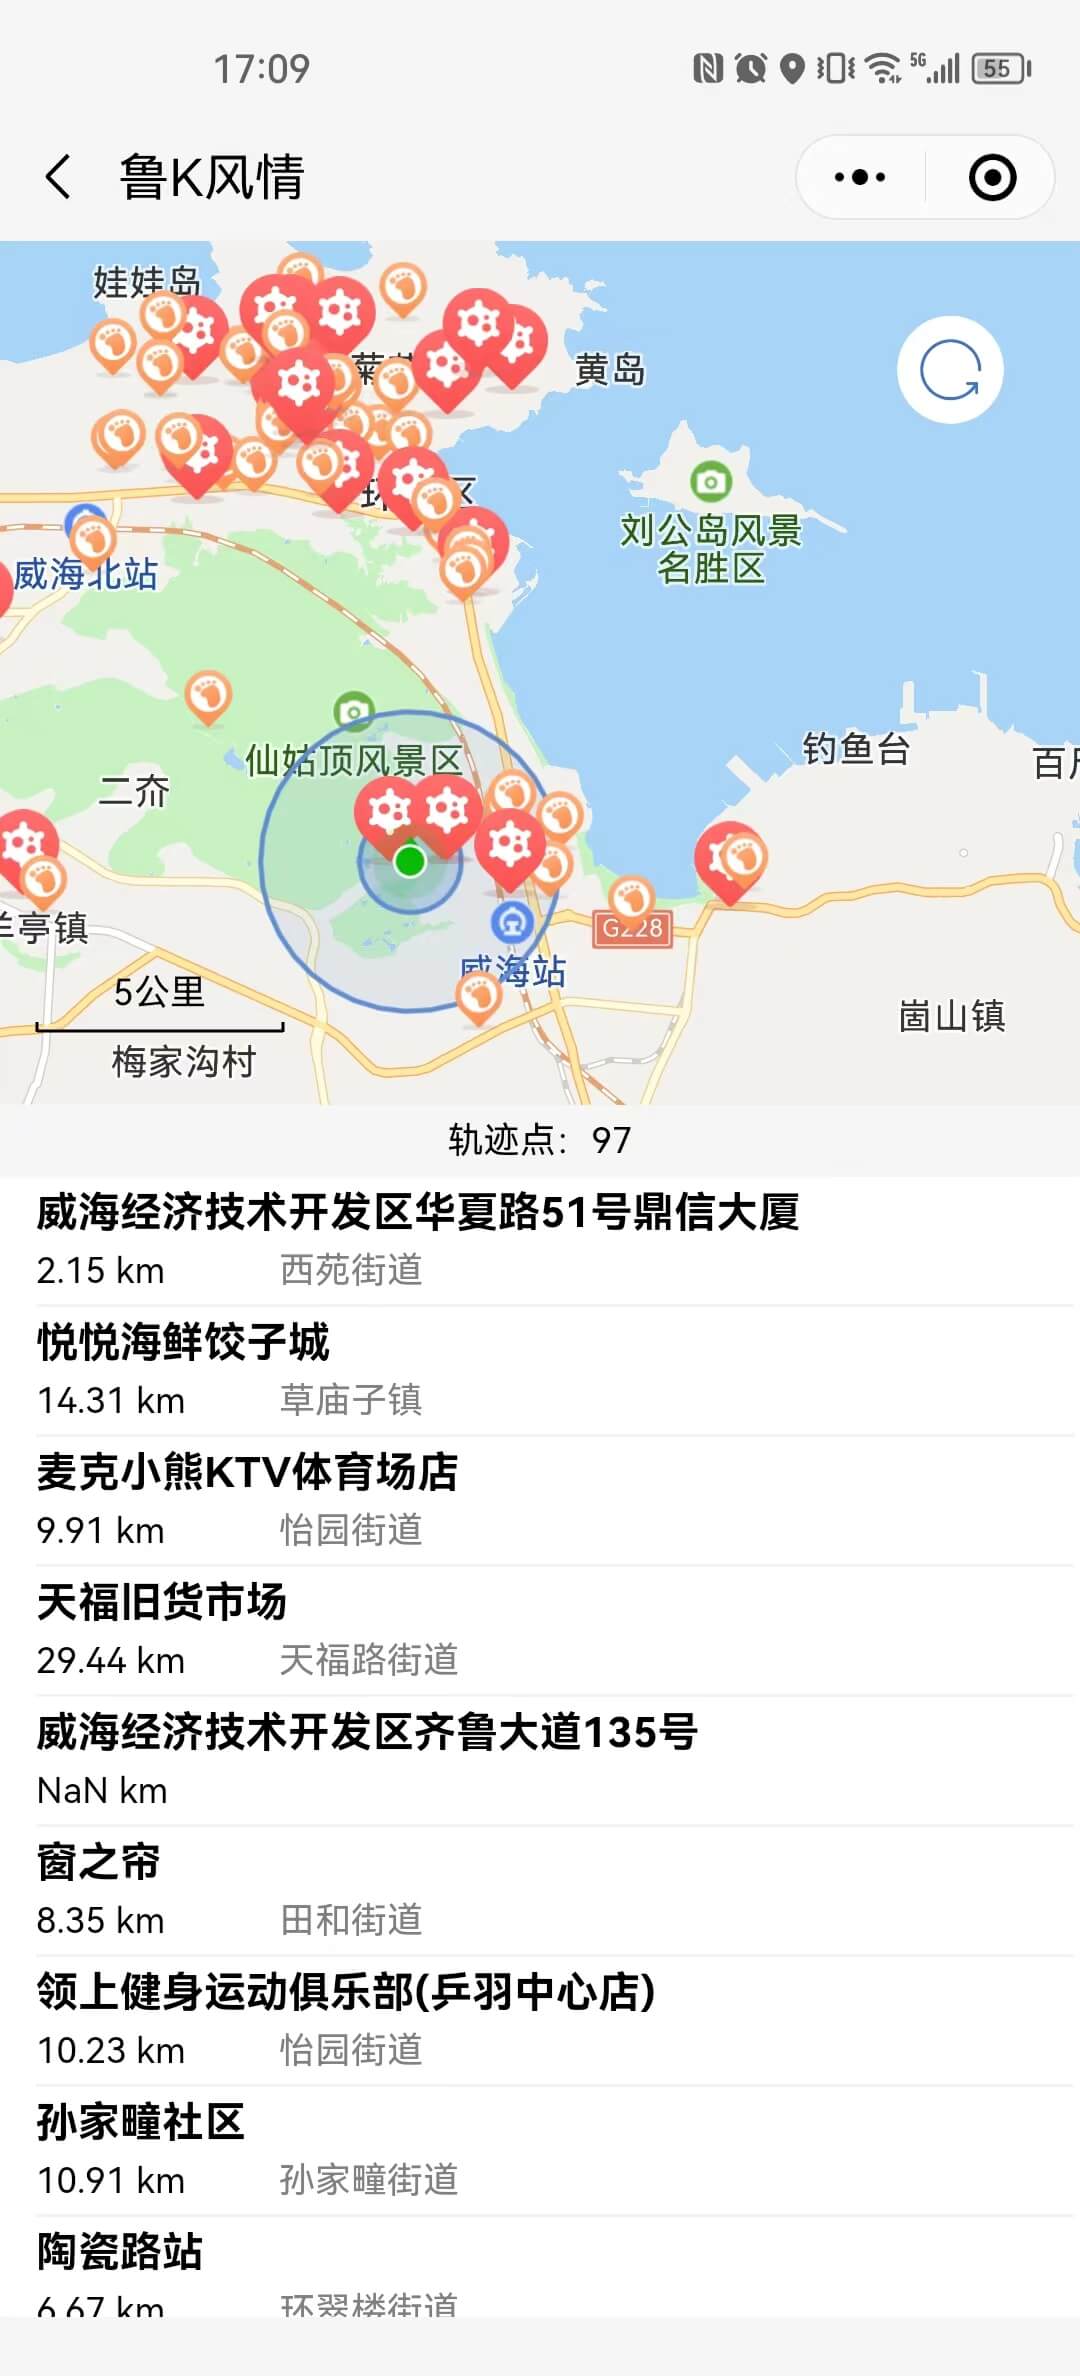 17:09
5G
55
鲁K风情
娃娃岛
黄岛
刘公岛风景
名胜区
威海北站
仙姑顶风景区
钓鱼台
二夼
G228
威海站
5公里
崮山镇
梅家沟村
轨迹点：97
威海经济技术开发区华夏路51号鼎信大厦
2.15 km 西苑街道
悦悦海鲜饺子城
14.31 km 草庙子镇
麦克小熊KTV体育场店
9.91 km 怡园街道
天福旧货市场
29.44 km 天福路街道
威海经济技术开发区齐鲁大道135号
NaN km
窗之帘
8.35 km 田和街道
领上健身运动俱乐部(乒羽中心店)
10.23 km 怡园街道
孙家疃社区
10.91 km 孙家疃街道
陶瓷路站
6.67 km 环翠楼街道